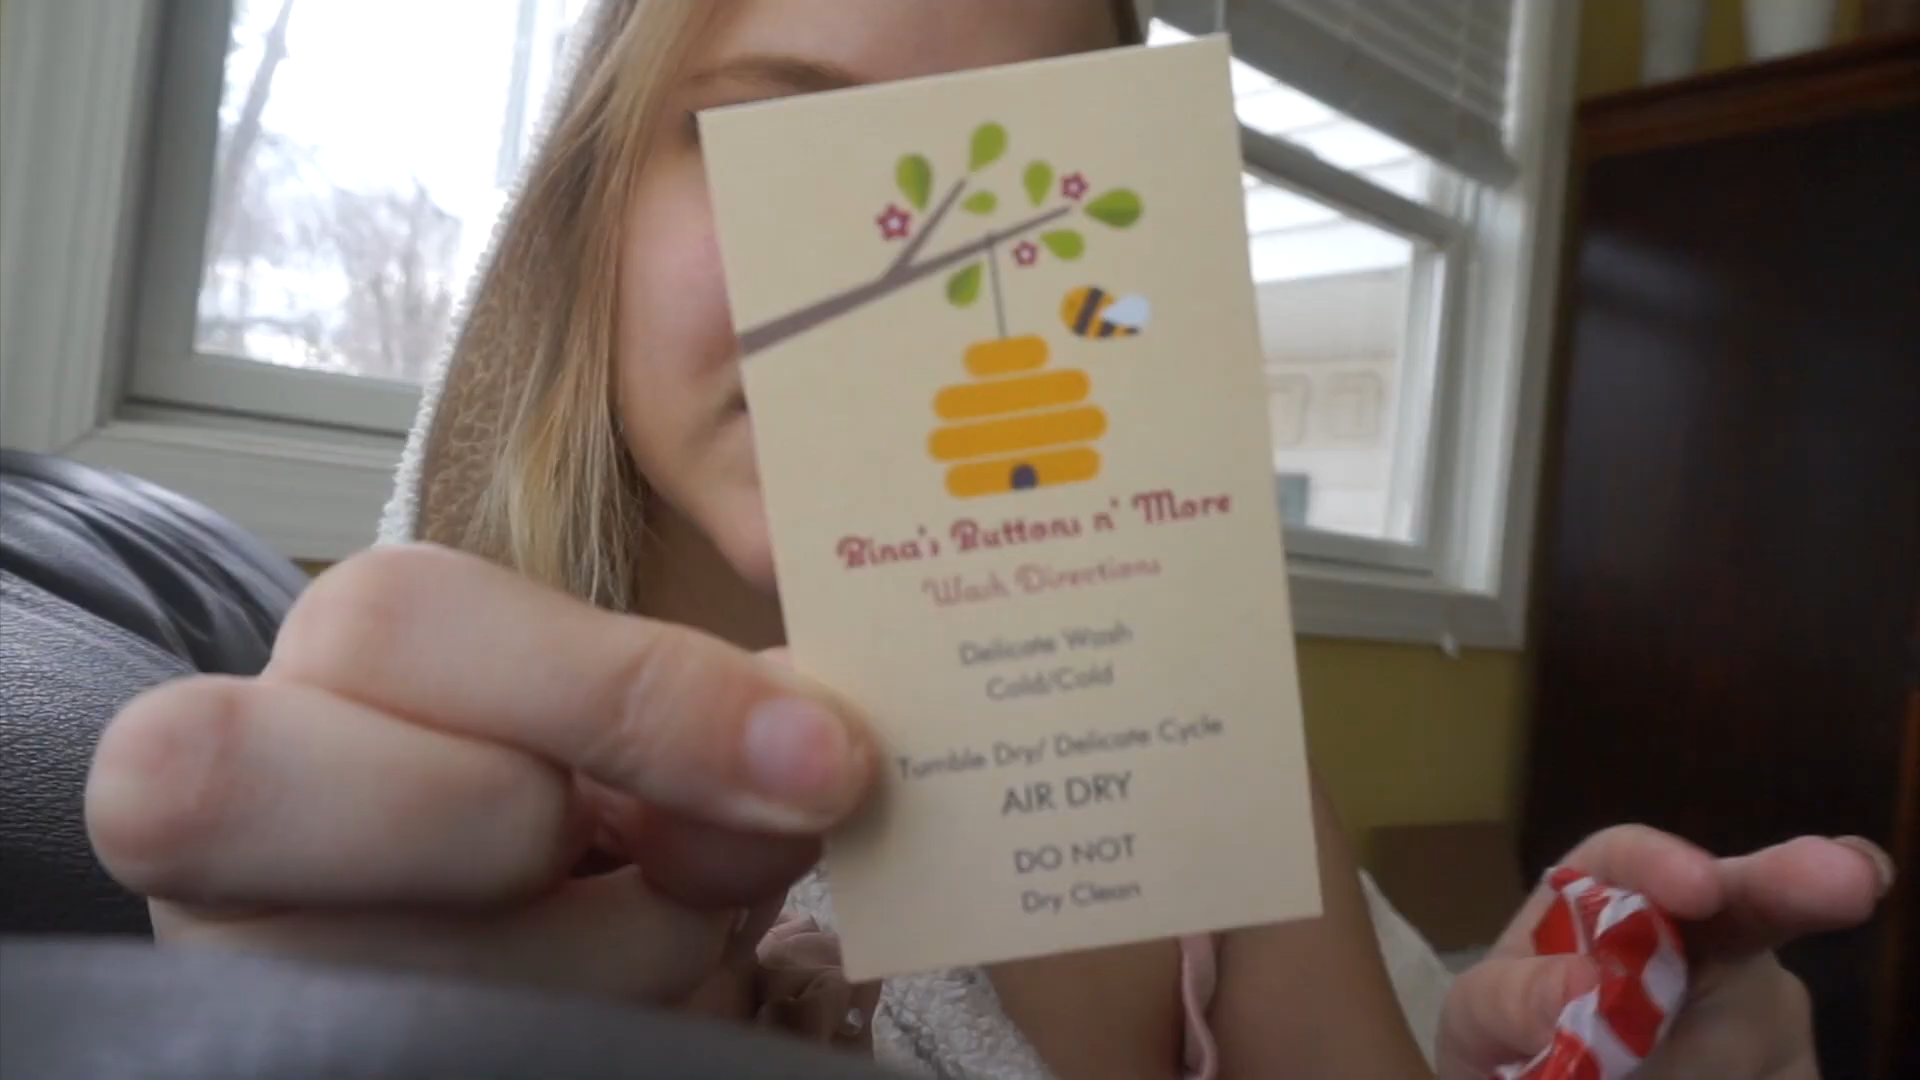 Bina's Buttons n' More
Wash Directions
Delicate Wash
Cold/Cold
Tumble Dry/ Delicate Cycle
AIR DRY
DO NOT
Dry Clean